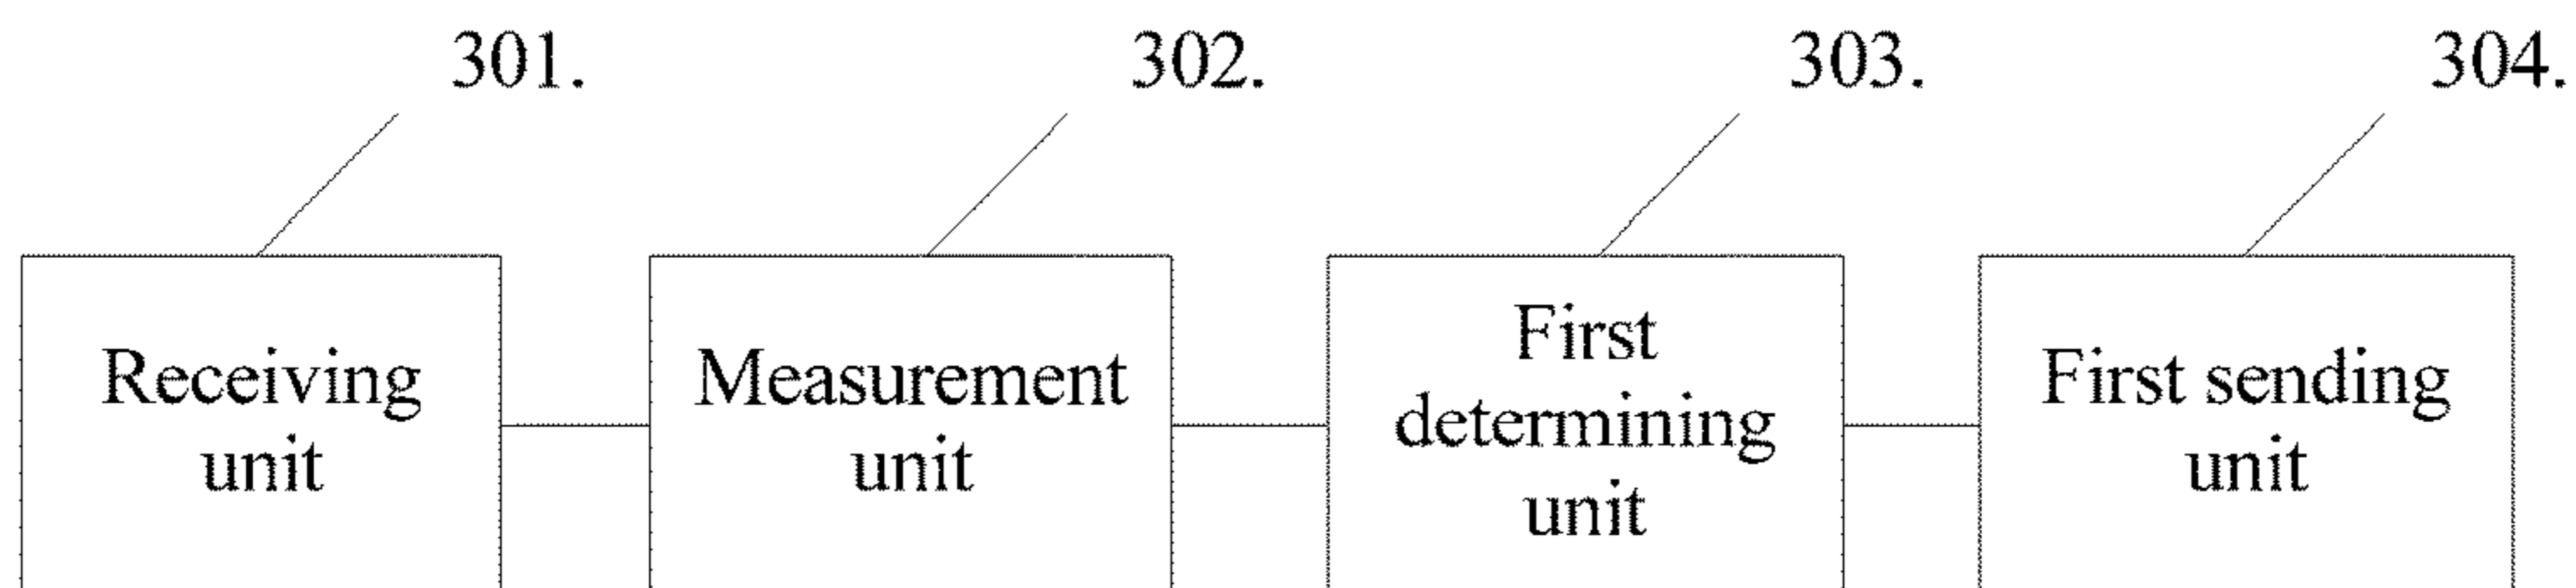 301.
302.
303.
304.
Receiving
unit
Measurement
unit
First
determining
unit
First sending
unit